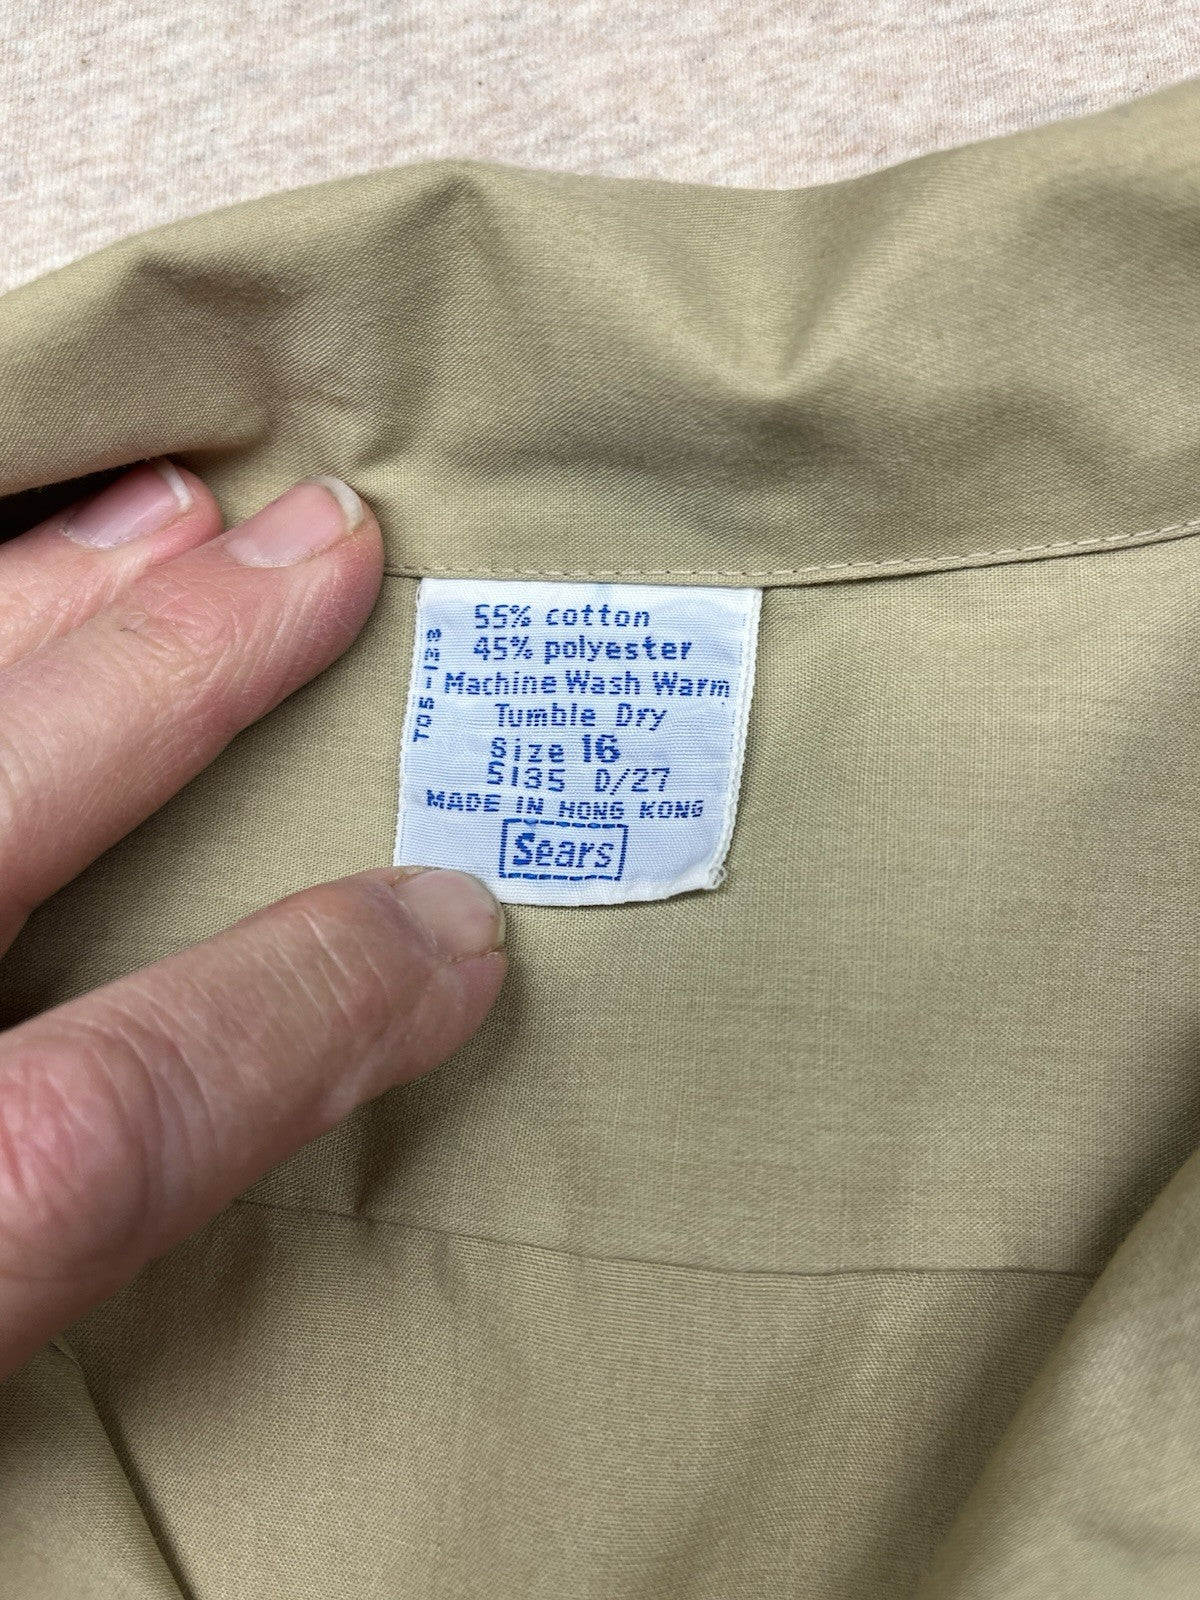 55% cotton
45% polyester
Machine Wash Warm
Tumble Dry
Size 16
5135 D/27
MADE IN HONG KONG
Sears
T05-133